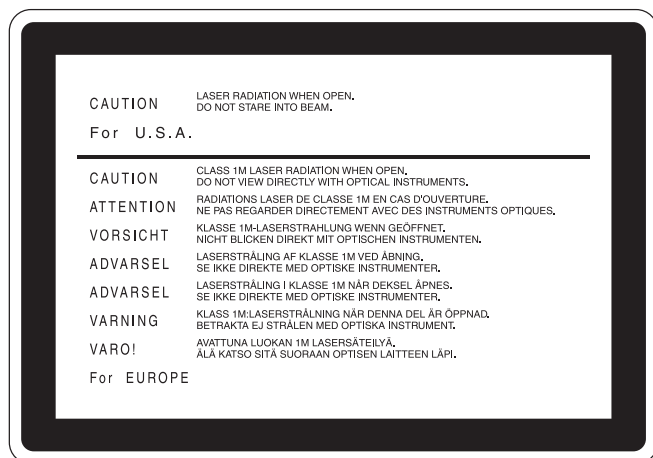 CAUTION LASER RADIATION WHEN OPEN.
DO NOT STARE INTO BEAM.
For U.S.A.
CAUTION CLASS 1M LASER RADIATION WHEN OPEN.
DO NOT VIEW DIRECTLY WITH OPTICAL INSTRUMENTS.
ATTENTION RADIATIONS LASER DE CLASSE 1M EN CAS D'OUVERTURE.
NE PAS REGARDER DIRECTEMENT AVEC DES INSTRUMENTS OPTIQUES.
VORSICHT KLASSE 1M-LASERSTRAHLUNG WENN GEÖFFNET.
NICHT BLICKEN DIREKT MIT OPTISCHEN INSTRUMENTEN.
ADVARSEL LASERSTRÅLING AF KLASSE 1M VED ÅBNING.
SE IKKE DIREKTE MED OPTISKE INSTRUMENTER.
ADVARSEL LASERSTRÅLING I KLASSE 1M NÅR DEKSEL ÅPNES.
SE IKKE DIREKTE MED OPTISKE INSTRUMENTER.
VARNING KLASS 1M:LASERSTRÅLNING NÄR DENNA DEL ÄR ÖPPNAD.
BETRAKTA EJ STRÅLEN MED OPTISKA INSTRUMENT.
VARO! AVATTUNA LUOKAN 1M LASERSÄTEILYÄ.
ÄLÄ KATSO SITÄ SUORAAN OPTISEN LAITTEEN LÄPI.
For EUROPE